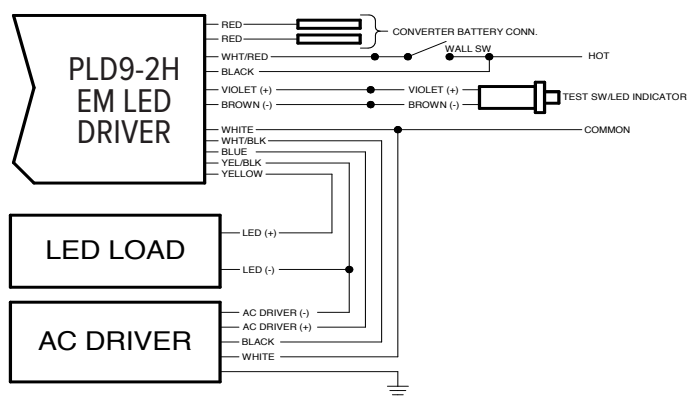 PLD9-2H
EM LED
DRIVER
RED
RED
CONVERTER BATTERY CONN.
WHT/RED
WALL SW
HOT
BLACK
VIOLET (+)
VIOLET (+)
BROWN (-)
BROWN (-)
TEST SW/LED INDICATOR
WHITE
COMMON
WHT/BLK
BLUE
YEL/BLK
YELLOW
LED LOAD
LED (+)
LED (-)
AC DRIVER
AC DRIVER (-)
AC DRIVER (+)
BLACK
WHITE